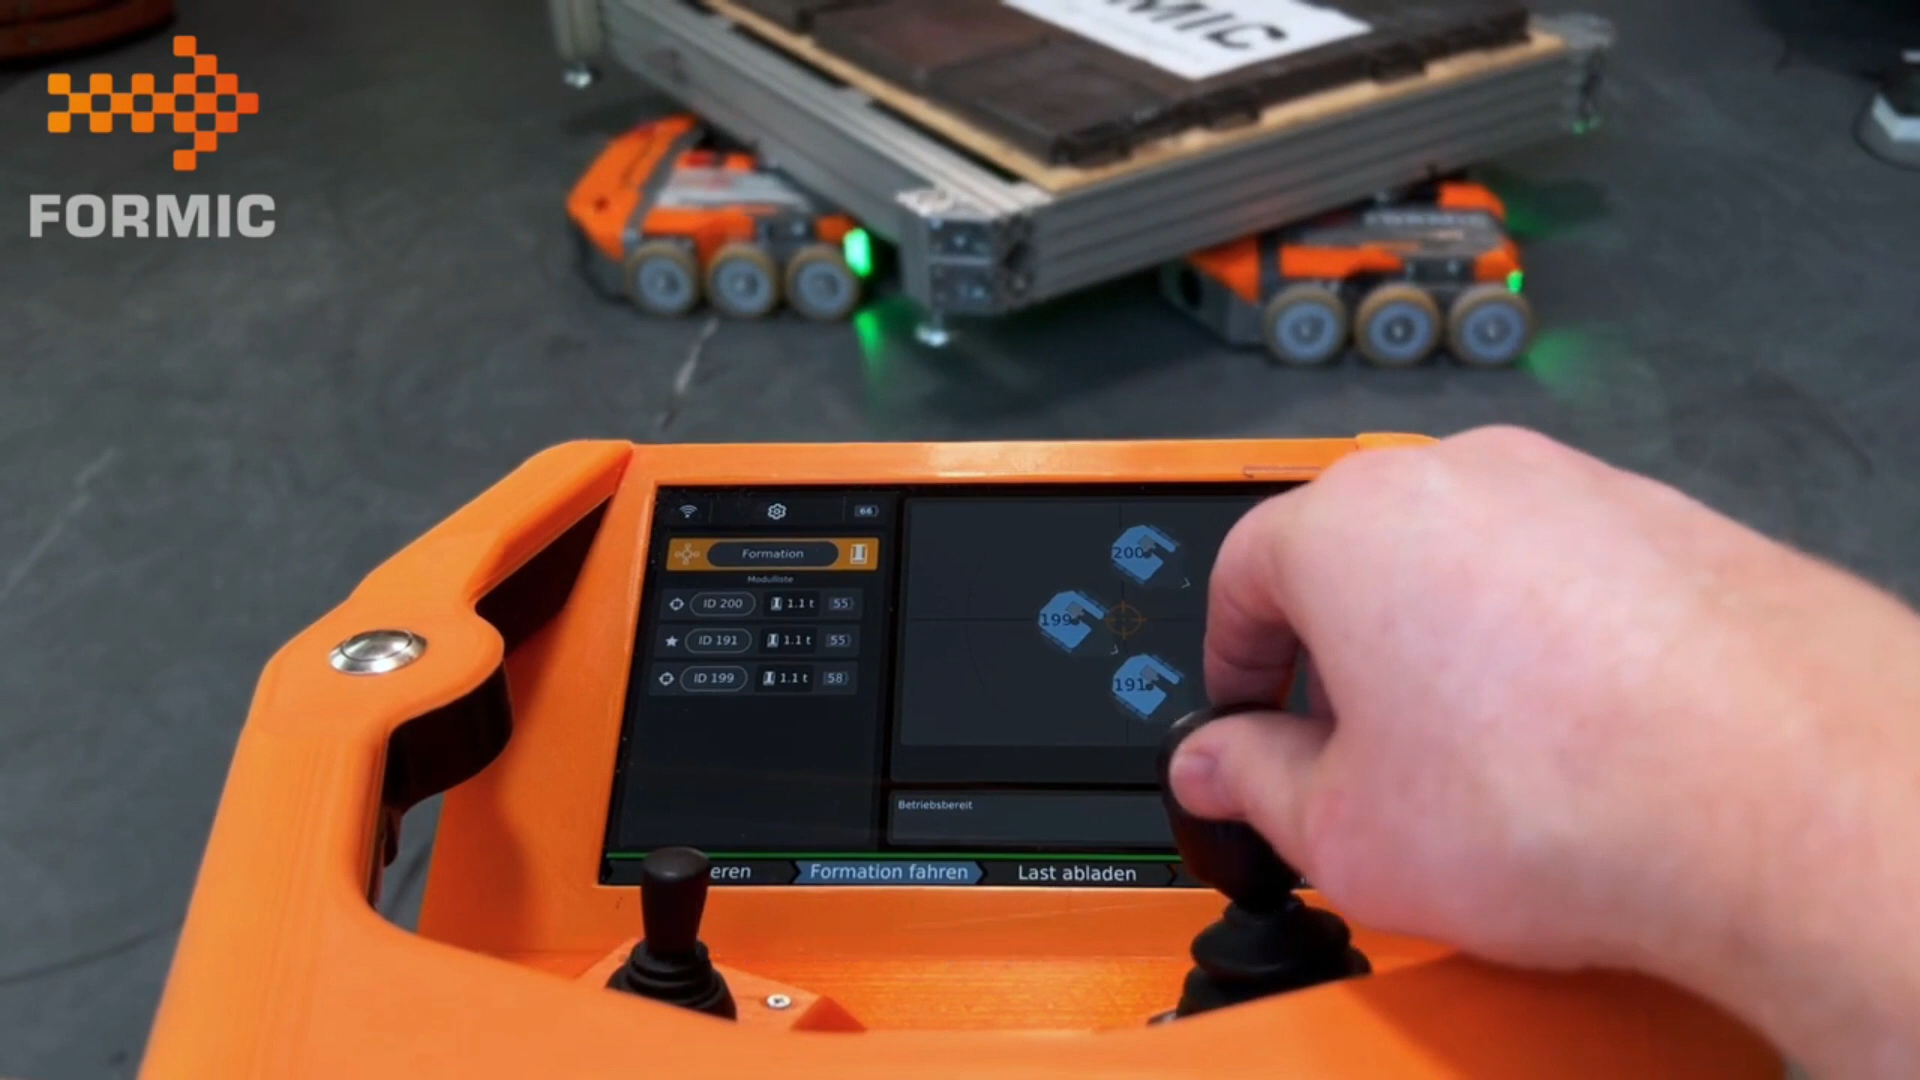 FORMIC
MIC
66
Formation
Modulliste
ID 200 1.1 t 55
ID 191 1.1 t 55
ID 199 1.1 t 58
200
199
191
Betriebsbereit
eren
Formation fahren
Last abladen